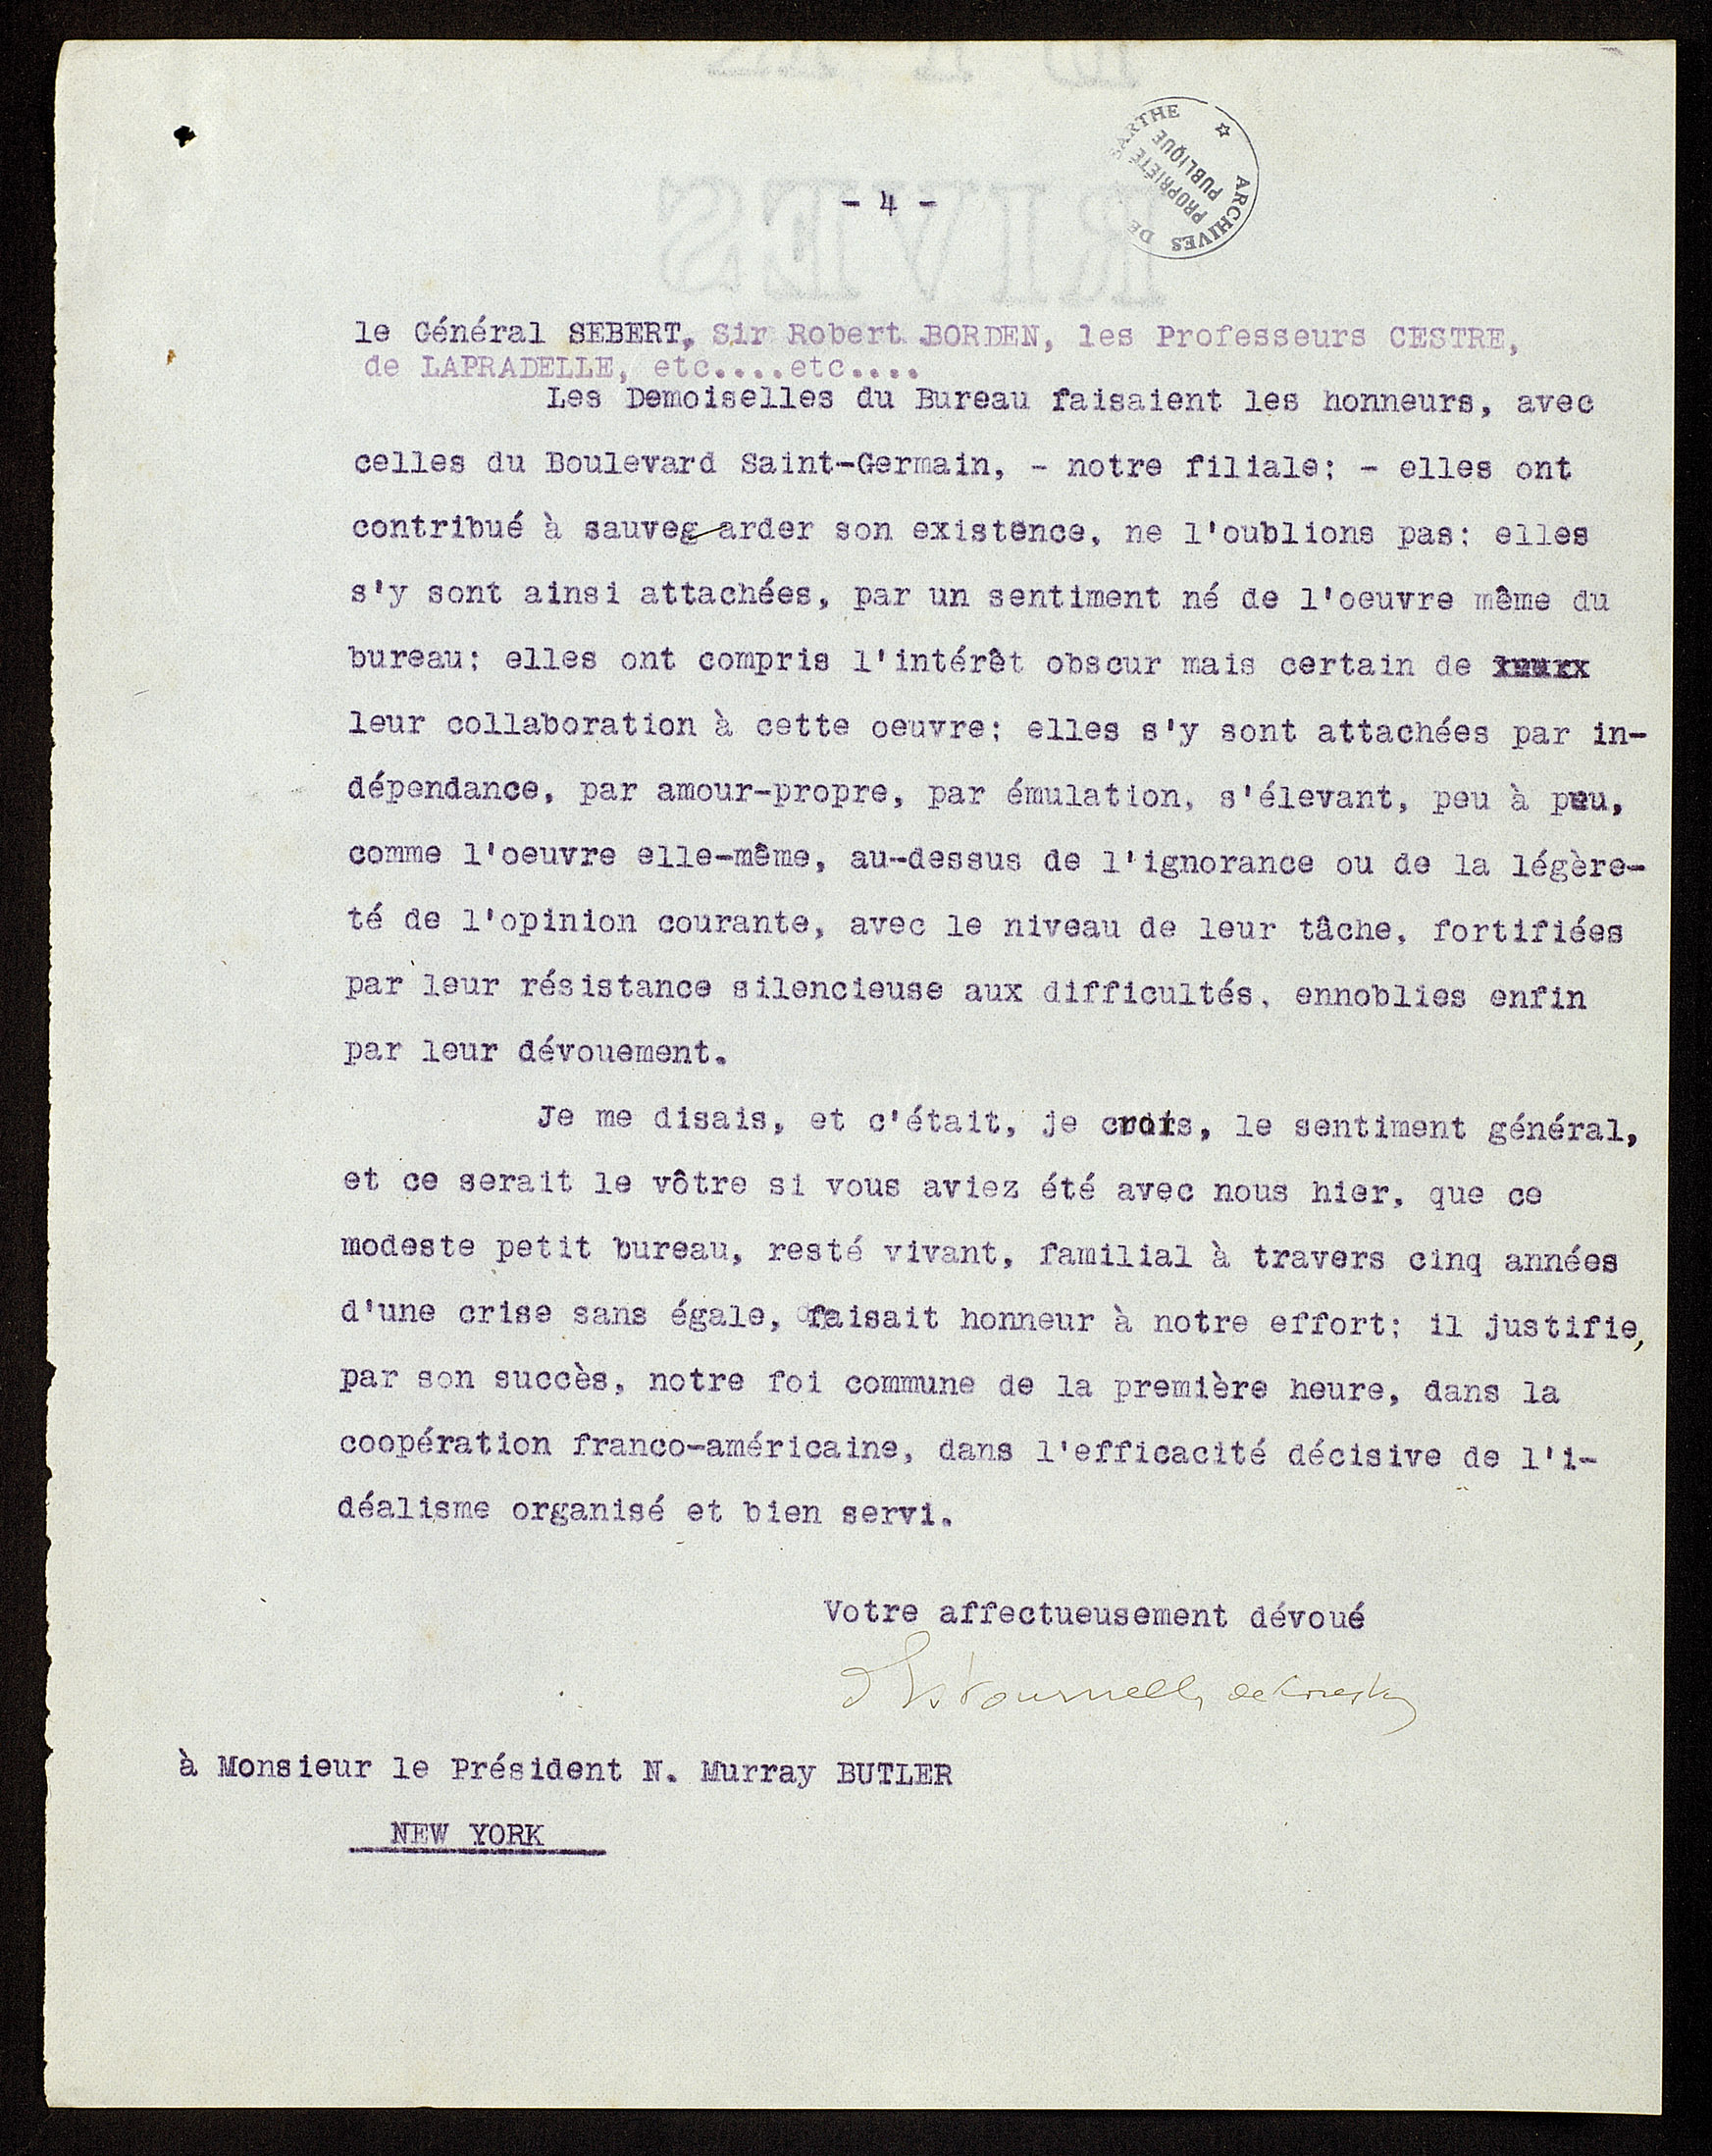 - 4 -
ARCHIVES DE SARTHE
PROPRIÉTÉ
PUBLIQUE
RIVES
le Général SEBERT, Sir Robert BORDEN, les Professeurs CESTRE,
de LAPRADELLE, etc....etc....
Les Demoiselles du Bureau faisaient les honneurs, avec
celles du Boulevard Saint-Germain, - notre filiale; - elles ont
contribué à sauveg arder son existence, ne l'oublions pas; elles
s'y sont ainsi attachées, par un sentiment né de l'oeuvre même du
bureau; elles ont compris l'intérêt obscur mais certain de
leur collaboration à cette oeuvre; elles s'y sont attachées par in-
dépendance, par amour-propre, par émulation, s'élevant, peu à peu,
comme l'oeuvre elle-même, au-dessus de l'ignorance ou de la légère-
té de l'opinion courante, avec le niveau de leur tâche, fortifiées
par leur résistance silencieuse aux difficultés, ennoblies enfin
par leur dévouement.
Je me disais, et c'était, je crois, le sentiment général,
et ce serait le vôtre si vous aviez été avec nous hier, que ce
modeste petit bureau, resté vivant, familial à travers cinq années
d'une crise sans égale, faisait honneur à notre effort; il justifie,
par son succès, notre foi commune de la première heure, dans la
coopération franco-américaine, dans l'efficacité décisive de l'i-
déalisme organisé et bien servi.
Votre affectueusement dévoué
d'Estournelles de Constant
à Monsieur le Président N. Murray BUTLER
NEW YORK